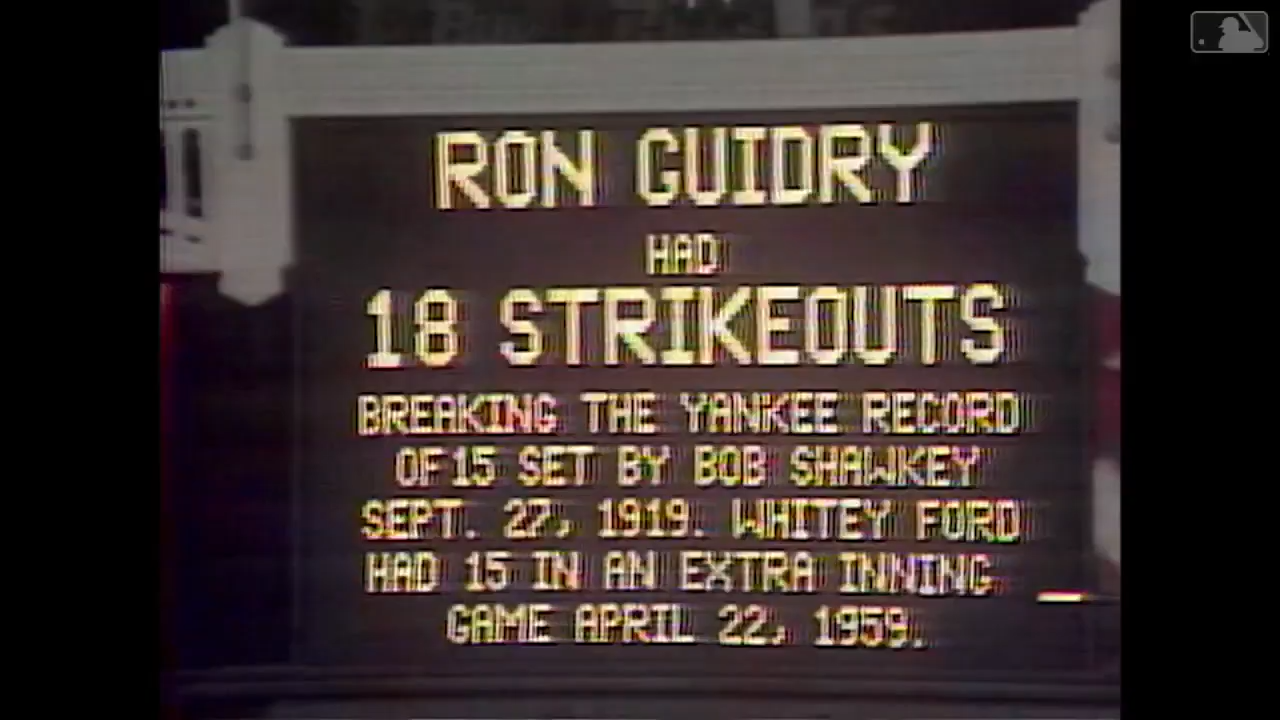 RON GUIDRY
HAD
18 STRIKEOUTS
BREAKING THE YANKEE RECORD
OF 15 SET BY BOB SHAWKEY
SEPT. 27, 1919. WHITEY FORD
HAD 15 IN AN EXTRA INNING
GAME APRIL 22, 1959.